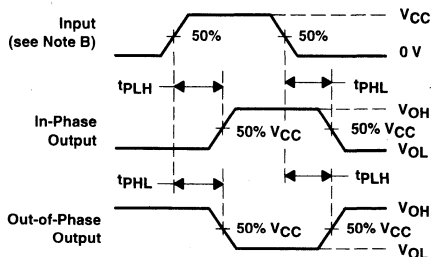 Input
(see Note B)
50%
50%
VCC
0 V
tPLH
tPHL
In-Phase
Output
50% VCC
50% VCC
VOH
VOL
tPHL
tPLH
Out-of-Phase
Output
50% VCC
50% VCC
VOH
VOL